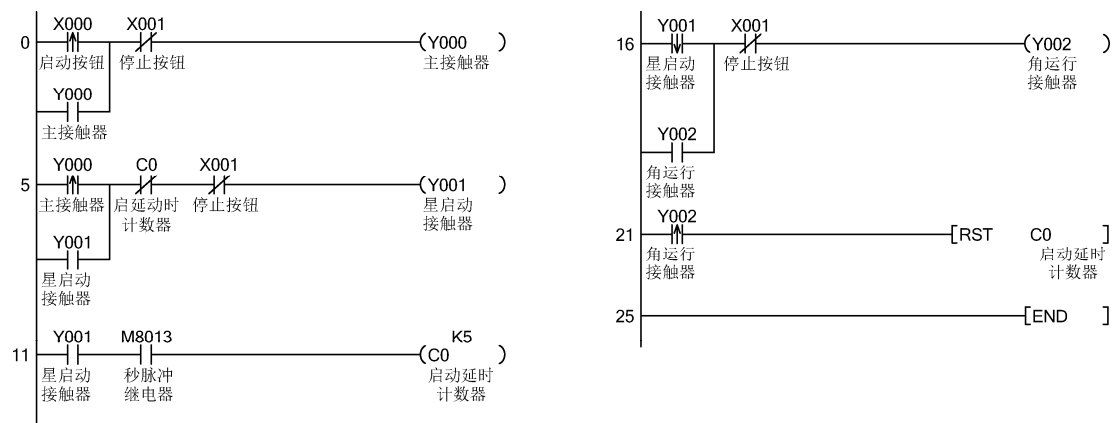 X000 X001
0 (Y000 )
启动按钮 停止按钮 主接触器
Y000
主接触器
Y000 C0 X001
5 (Y001 )
主接触器 启延动时 停止按钮 星启动
计数器 接触器
Y001
星启动
接触器
Y001 M8013 K5
11 (C0 )
星启动 秒脉冲 启动延时
接触器 继电器 计数器
Y001 X001
16 (Y002 )
星启动 停止按钮 角运行
接触器 接触器
Y002
角运行
接触器
Y002
21 [RST C0 ]
角运行 启动延时
接触器 计数器
25 [END ]